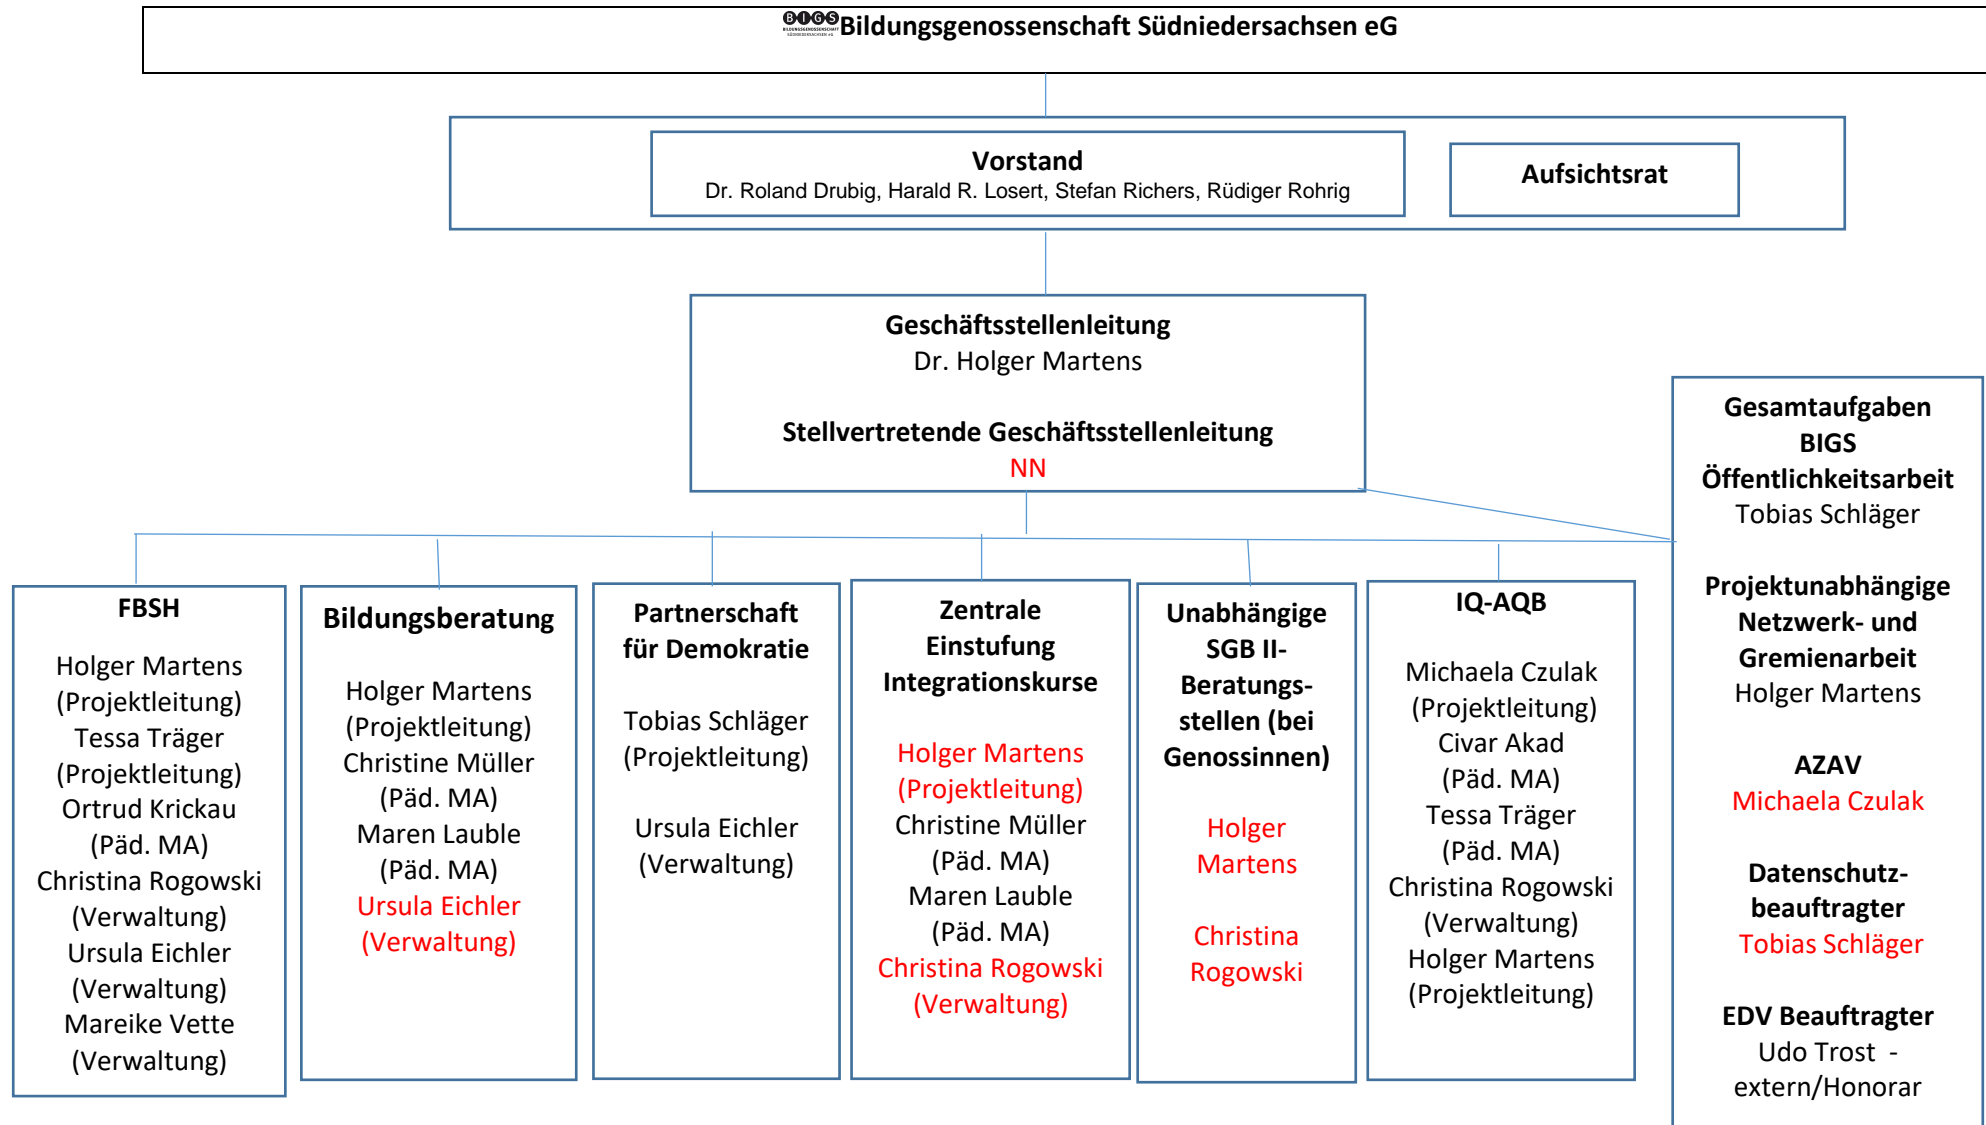 BIGS
BILDUNGSGENOSSENSCHAFT
SÜDNIEDERSACHSEN eG
Bildungsgenossenschaft Südniedersachsen eG
Vorstand
Dr. Roland Drubig, Harald R. Losert, Stefan Richers, Rüdiger Rohrig
Aufsichtsrat
Geschäftsstellenleitung
Dr. Holger Martens
Stellvertretende Geschäftsstellenleitung
NN
FBSH
Holger Martens
(Projektleitung)
Tessa Träger
(Projektleitung)
Ortrud Krickau
(Päd. MA)
Christina Rogowski
(Verwaltung)
Ursula Eichler
(Verwaltung)
Mareike Vette
(Verwaltung)
Bildungsberatung
Holger Martens
(Projektleitung)
Christine Müller
(Päd. MA)
Maren Lauble
(Päd. MA)
Ursula Eichler
(Verwaltung)
Partnerschaft
für Demokratie
Tobias Schläger
(Projektleitung)
Ursula Eichler
(Verwaltung)
Zentrale
Einstufung
Integrationskurse
Holger Martens
(Projektleitung)
Christine Müller
(Päd. MA)
Maren Lauble
(Päd. MA)
Christina Rogowski
(Verwaltung)
Unabhängige
SGB II-
Beratungs-
stellen (bei
Genossinnen)
Holger
Martens
Christina
Rogowski
IQ-AQB
Michaela Czulak
(Projektleitung)
Civar Akad
(Päd. MA)
Tessa Träger
(Päd. MA)
Christina Rogowski
(Verwaltung)
Holger Martens
(Projektleitung)
Gesamtaufgaben
BIGS
Öffentlichkeitsarbeit
Tobias Schläger
Projektunabhängige
Netzwerk- und
Gremienarbeit
Holger Martens
AZAV
Michaela Czulak
Datenschutz-
beauftragter
Tobias Schläger
EDV Beauftragter
Udo Trost -
extern/Honorar